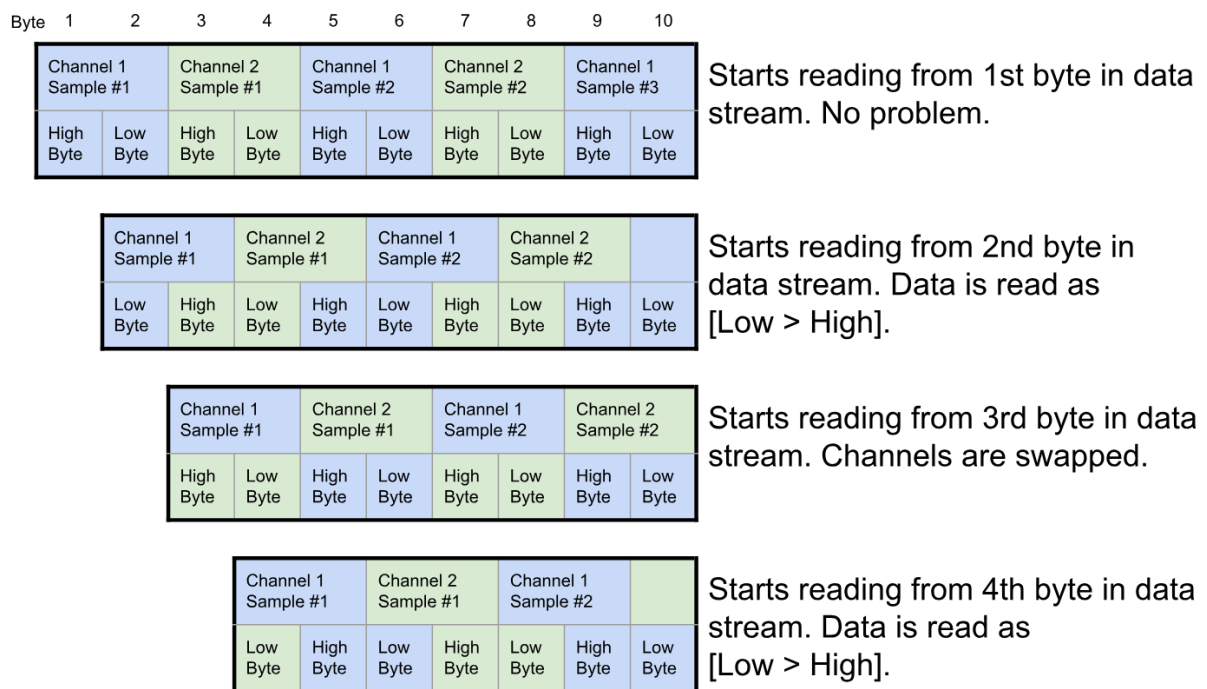 Byte 1 2 3 4 5 6 7 8 9 10
Channel 1 Channel 2 Channel 1 Channel 2 Channel 1
Sample #1 Sample #1 Sample #2 Sample #2 Sample #3
High Low High Low High Low High Low High Low
Byte Byte Byte Byte Byte Byte Byte Byte Byte Byte
Starts reading from 1st byte in data
stream. No problem.
Channel 1 Channel 2 Channel 1 Channel 2
Sample #1 Sample #1 Sample #2 Sample #2
Low High Low High Low High Low High Low
Byte Byte Byte Byte Byte Byte Byte Byte Byte
Starts reading from 2nd byte in
data stream. Data is read as
[Low > High].
Channel 1 Channel 2 Channel 1 Channel 2
Sample #1 Sample #1 Sample #2 Sample #2
High Low High Low High Low High Low
Byte Byte Byte Byte Byte Byte Byte Byte
Starts reading from 3rd byte in data
stream. Channels are swapped.
Channel 1 Channel 2 Channel 1
Sample #1 Sample #1 Sample #2
Low High Low High Low High Low
Byte Byte Byte Byte Byte Byte Byte
Starts reading from 4th byte in data
stream. Data is read as
[Low > High].